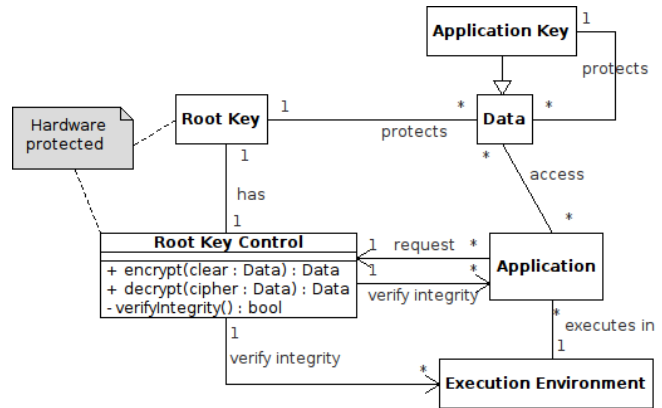 Application Key
1
protects
Hardware
protected
Root Key
1
*
protects
Data
*
1
*
access
has
1
*
Root Key Control
+ encrypt(clear : Data) : Data
+ decrypt(cipher : Data) : Data
- verifyIntegrity() : bool
1
request
*
1
verify integrity
*
Application
1
verify integrity
*
*
executes in
1
Execution Environment